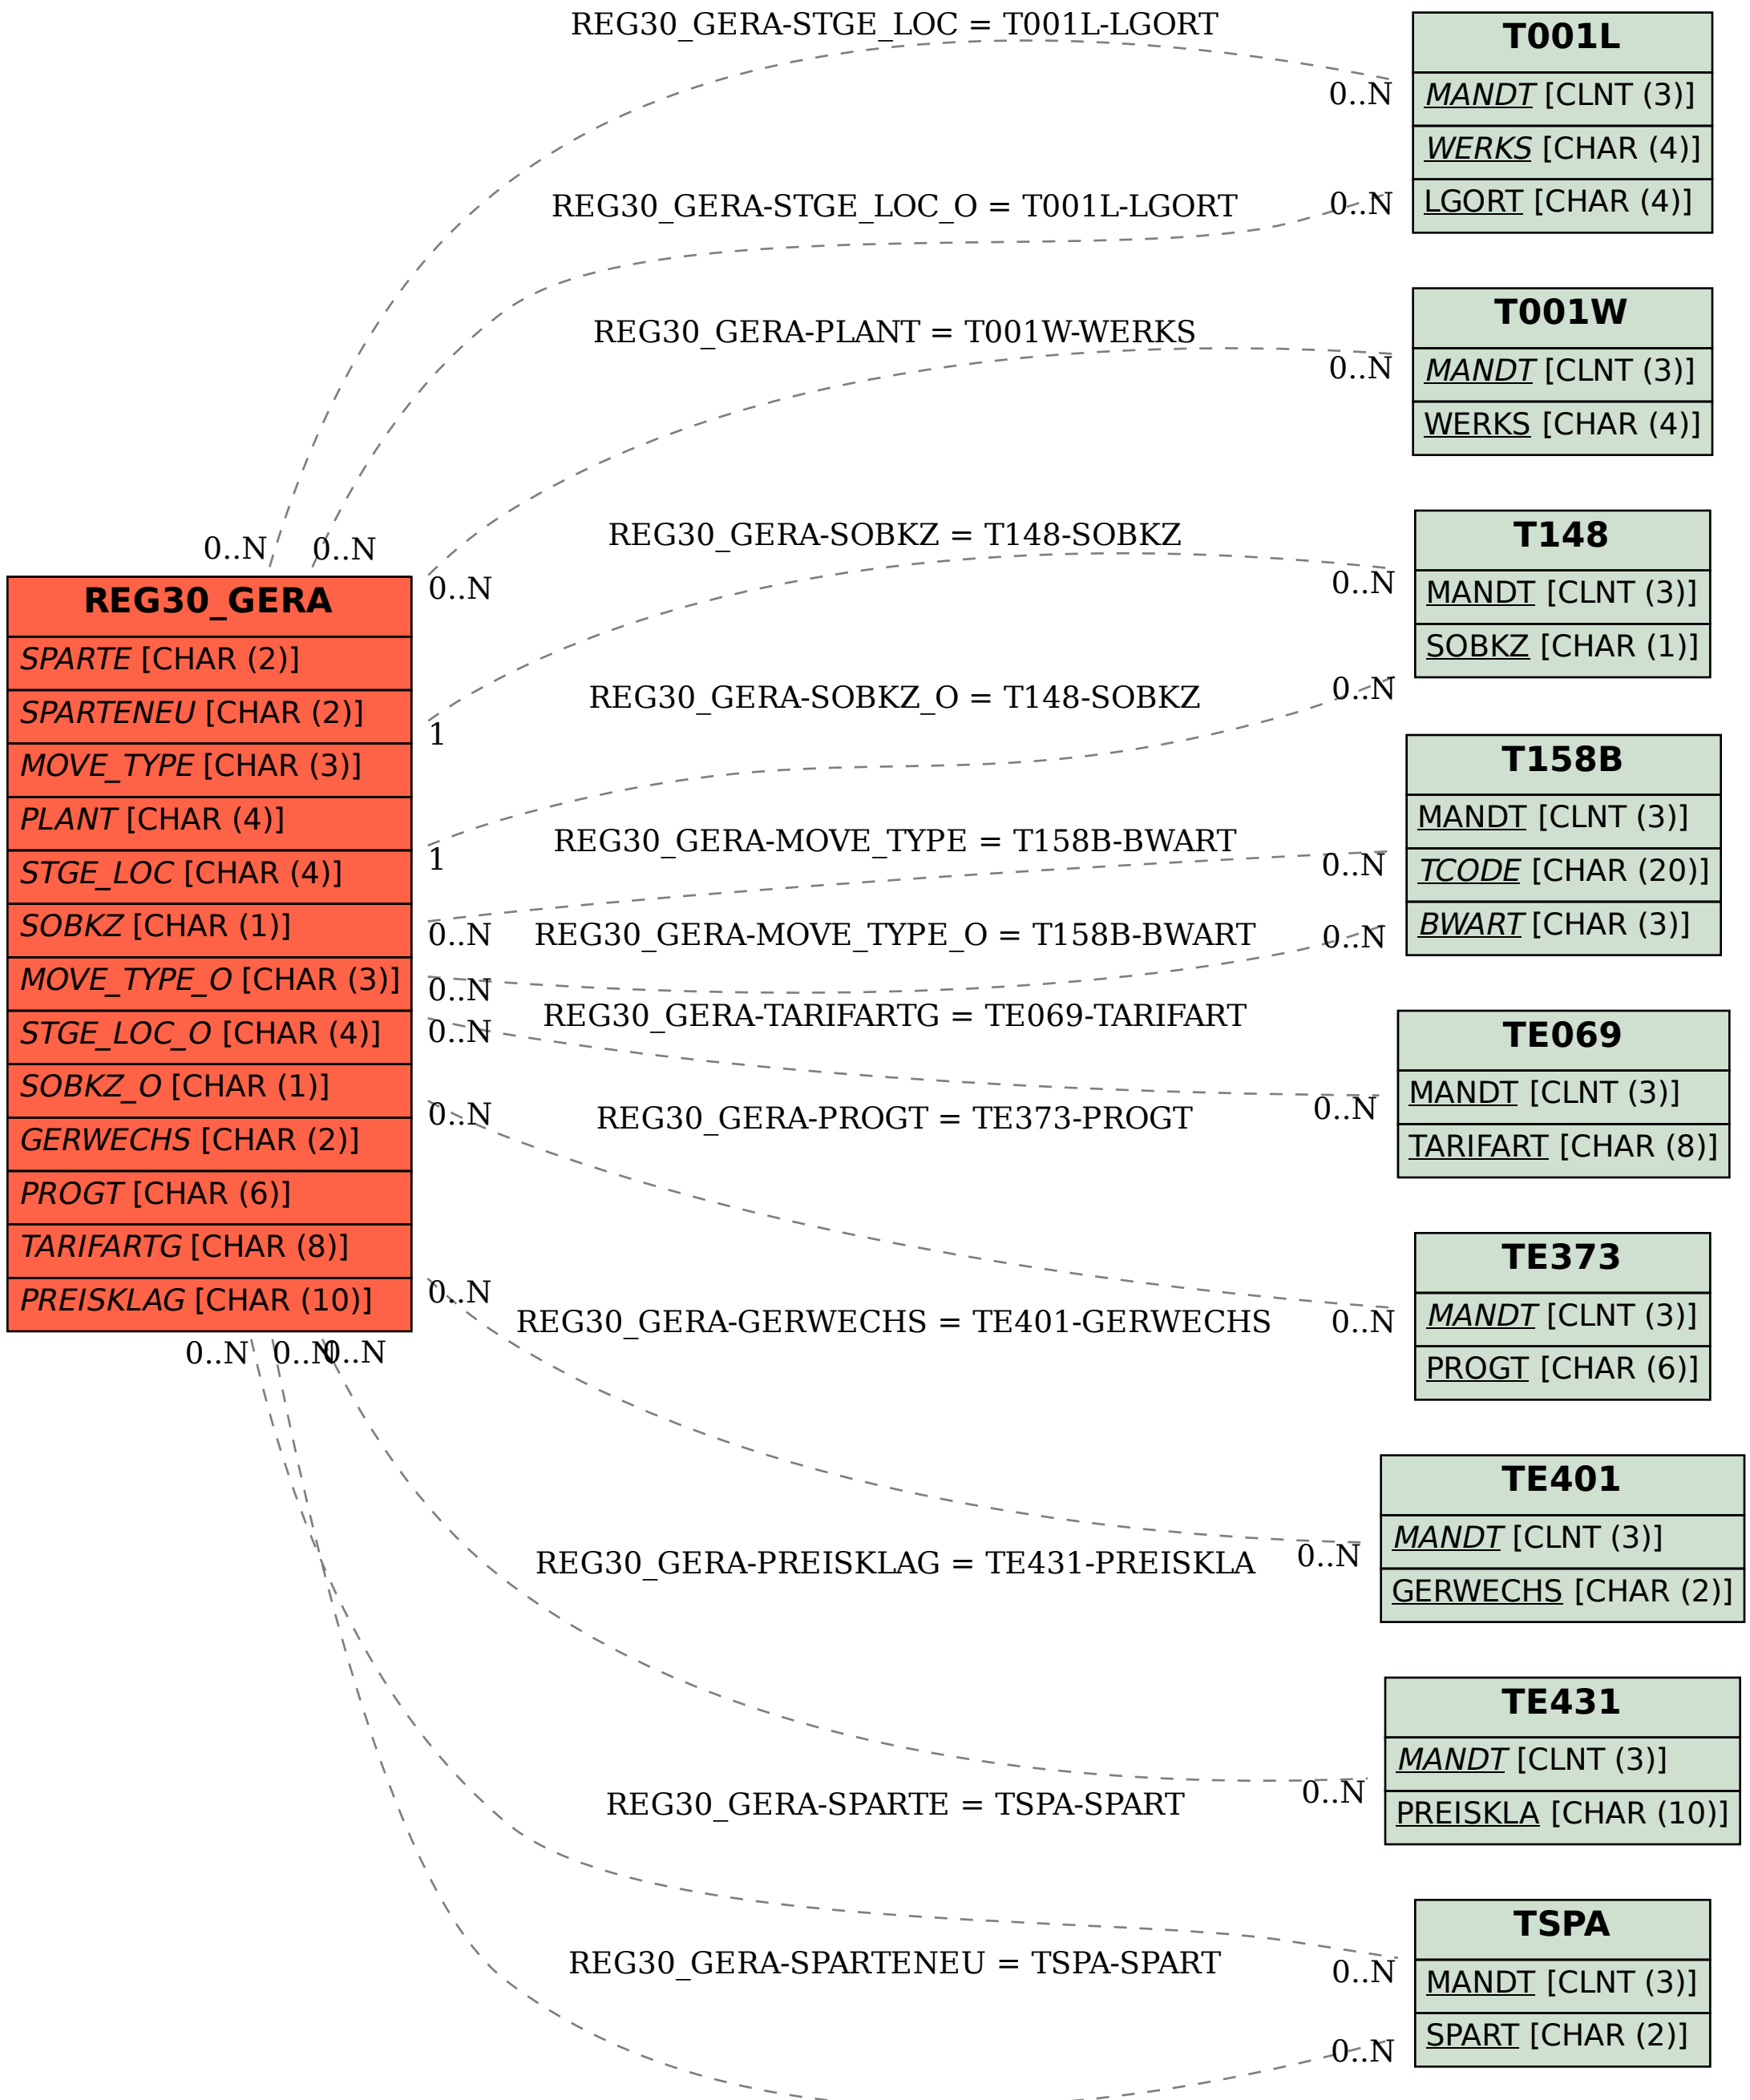 REG30_GERA-STGE_LOC = T001L-LGORT
0..N
0..N
REG30_GERA-STGE_LOC_O = T001L-LGORT
0..N
0..N
REG30_GERA-PLANT = T001W-WERKS
0..N
0..N
REG30_GERA-SOBKZ = T148-SOBKZ
0..N
1
REG30_GERA-SOBKZ_O = T148-SOBKZ
0..N
1
REG30_GERA-MOVE_TYPE = T158B-BWART
0..N
0..N
REG30_GERA-MOVE_TYPE_O = T158B-BWART
0..N
0..N
REG30_GERA-TARIFARTG = TE069-TARIFART
0..N
0..N
REG30_GERA-PROGT = TE373-PROGT
0..N
0..N
REG30_GERA-GERWECHS = TE401-GERWECHS
0..N
0..N
REG30_GERA-PREISKLAG = TE431-PREISKLA
0..N
0..N
REG30_GERA-SPARTE = TSPA-SPART
0..N
0..N
REG30_GERA-SPARTENEU = TSPA-SPART
0..N
0..N
REG30_GERA
SPARTE [CHAR (2)]
SPARTENEU [CHAR (2)]
MOVE_TYPE [CHAR (3)]
PLANT [CHAR (4)]
STGE_LOC [CHAR (4)]
SOBKZ [CHAR (1)]
MOVE_TYPE_O [CHAR (3)]
STGE_LOC_O [CHAR (4)]
SOBKZ_O [CHAR (1)]
GERWECHS [CHAR (2)]
PROGT [CHAR (6)]
TARIFARTG [CHAR (8)]
PREISKLAG [CHAR (10)]
T001L
MANDT [CLNT (3)]
WERKS [CHAR (4)]
LGORT [CHAR (4)]
T001W
MANDT [CLNT (3)]
WERKS [CHAR (4)]
T148
MANDT [CLNT (3)]
SOBKZ [CHAR (1)]
T158B
MANDT [CLNT (3)]
TCODE [CHAR (20)]
BWART [CHAR (3)]
TE069
MANDT [CLNT (3)]
TARIFART [CHAR (8)]
TE373
MANDT [CLNT (3)]
PROGT [CHAR (6)]
TE401
MANDT [CLNT (3)]
GERWECHS [CHAR (2)]
TE431
MANDT [CLNT (3)]
PREISKLA [CHAR (10)]
TSPA
MANDT [CLNT (3)]
SPART [CHAR (2)]